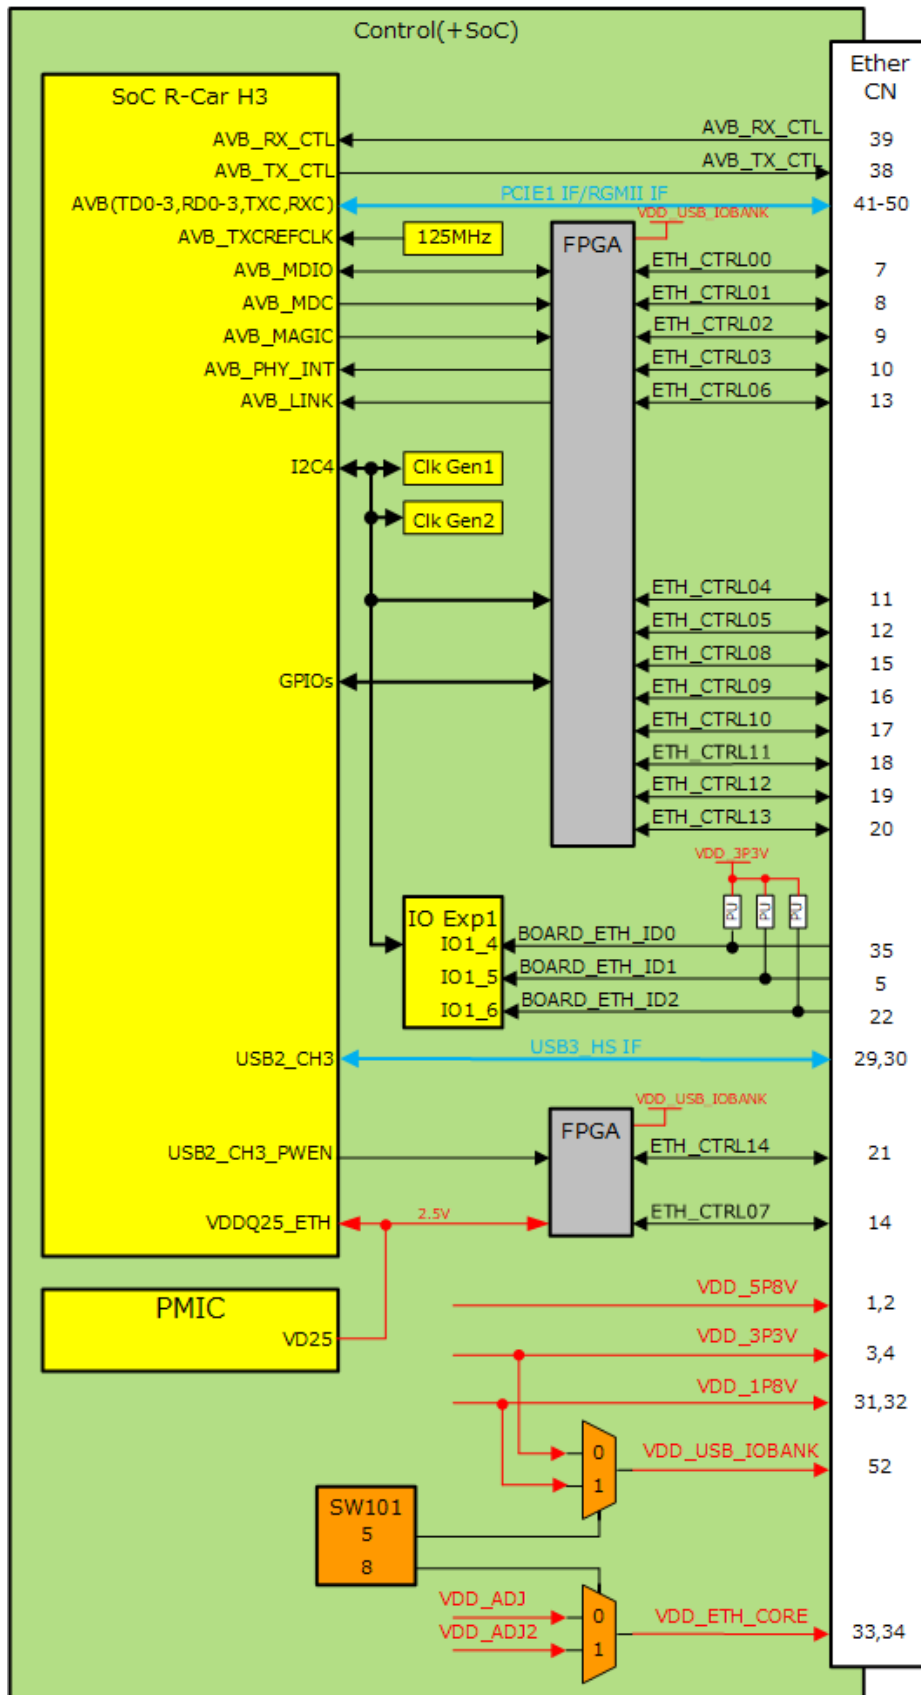 Control(+SoC)
Ether
CN
SoC R-Car H3
AVB_RX_CTL AVB_RX_CTL 39
AVB_TX_CTL AVB_TX_CTL 38
AVB(TD0-3,RD0-3,TXC,RXC) PCIE1 IF/RGMII IF 41-50
VDD_USB_IOBANK
AVB_TXCREFCLK 125MHz FPGA
AVB_MDIO ETH_CTRL00 7
AVB_MDC ETH_CTRL01 8
AVB_MAGIC ETH_CTRL02 9
AVB_PHY_INT ETH_CTRL03 10
AVB_LINK ETH_CTRL06 13
I2C4 Clk Gen1
Clk Gen2
ETH_CTRL04 11
ETH_CTRL05 12
ETH_CTRL08 15
GPIOs ETH_CTRL09 16
ETH_CTRL10 17
ETH_CTRL11 18
ETH_CTRL12 19
ETH_CTRL13 20
VDD_3P3V
PU PU PU
IO Exp1
IO1_4 BOARD_ETH_ID0 35
IO1_5 BOARD_ETH_ID1 5
IO1_6 BOARD_ETH_ID2 22
USB2_CH3 USB3_HS IF 29,30
VDD_USB_IOBANK
FPGA
USB2_CH3_PWEN ETH_CTRL14 21
VDDQ25_ETH 2.5V ETH_CTRL07 14
PMIC
VD25
VDD_5P8V 1,2
VDD_3P3V 3,4
VDD_1P8V 31,32
0
1
VDD_USB_IOBANK 52
SW101
5
8
VDD_ADJ 0
VDD_ADJ2 1
VDD_ETH_CORE 33,34